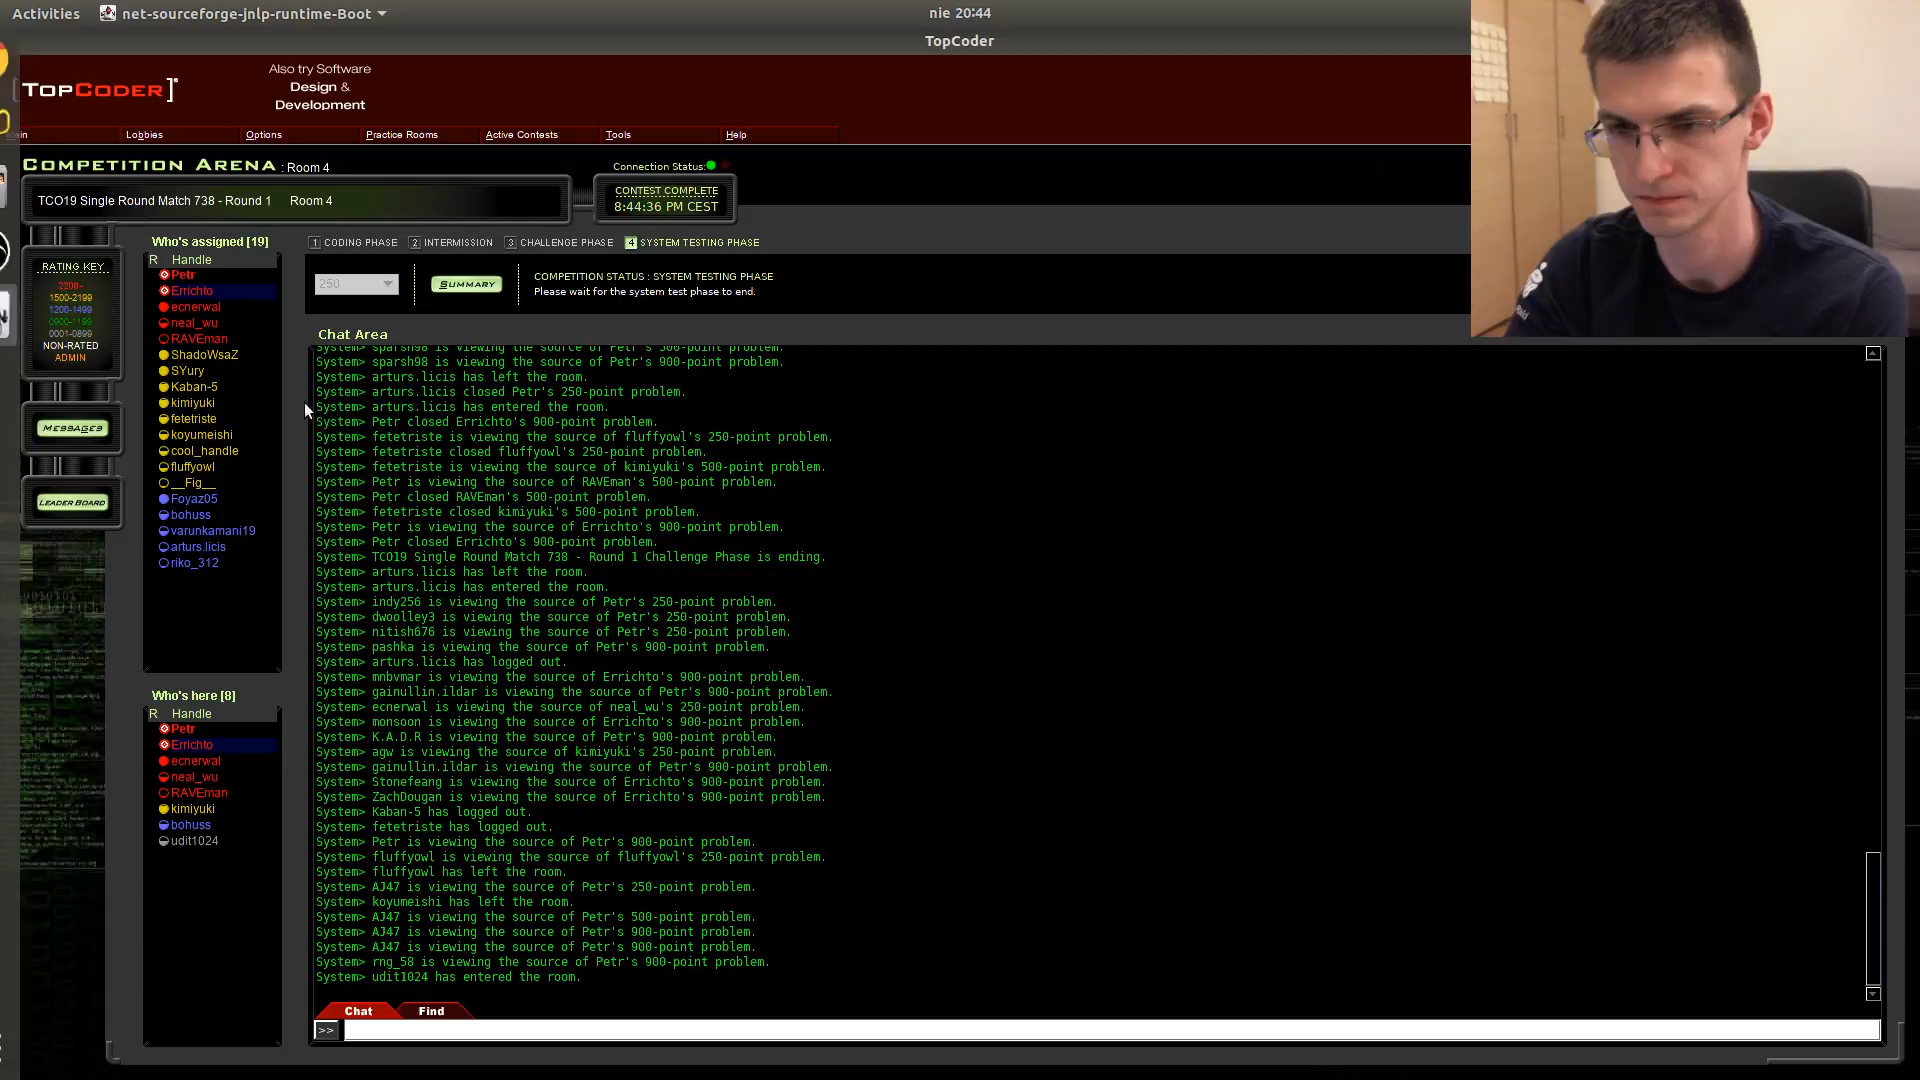 Activities net-sourceforge-jnlp-runtime-Boot nie 20:44
TopCoder
TOPCODER
Also try Software
Design &
Development
Lobbies Options Practice Rooms Active Contests Tools Help
COMPETITION ARENA : Room 4
Connection Status:
TCO19 Single Round Match 738 - Round 1 Room 4
CONTEST COMPLETE
8:44:36 PM CEST
RATING KEY
2200+
1500-2199
1200-1499
0900-1199
0001-0899
NON-RATED
ADMIN
MESSAGES
LEADER BOARD
Who's assigned [19]
R Handle
Petr
Errichto
ecnerwal
neal_wu
RAVEman
ShadoWsaZ
SYury
Kaban-5
kimiyuki
fetetriste
koyumeishi
cool_handle
fluffyowl
__Fig__
Foyaz05
bohuss
varunkamani19
arturs.licis
riko_312
Who's here [8]
R Handle
Petr
Errichto
ecnerwal
neal_wu
RAVEman
kimiyuki
bohuss
udit1024
1 CODING PHASE 2 INTERMISSION 3 CHALLENGE PHASE 4 SYSTEM TESTING PHASE
250
SUMMARY
COMPETITION STATUS : SYSTEM TESTING PHASE
Please wait for the system test phase to end.
Chat Area
System> sparsh98 is viewing the source of Petr's 500-point problem.
System> sparsh98 is viewing the source of Petr's 900-point problem.
System> arturs.licis has left the room.
System> arturs.licis closed Petr's 250-point problem.
System> arturs.licis has entered the room.
System> Petr closed Errichto's 900-point problem.
System> fetetriste is viewing the source of fluffyowl's 250-point problem.
System> fetetriste closed fluffyowl's 250-point problem.
System> fetetriste is viewing the source of kimiyuki's 500-point problem.
System> Petr is viewing the source of RAVEman's 500-point problem.
System> Petr closed RAVEman's 500-point problem.
System> fetetriste closed kimiyuki's 500-point problem.
System> Petr is viewing the source of Errichto's 900-point problem.
System> Petr closed Errichto's 900-point problem.
System> TCO19 Single Round Match 738 - Round 1 Challenge Phase is ending.
System> arturs.licis has left the room.
System> arturs.licis has entered the room.
System> indy256 is viewing the source of Petr's 250-point problem.
System> dwoolley3 is viewing the source of Petr's 250-point problem.
System> nitish676 is viewing the source of Petr's 250-point problem.
System> pashka is viewing the source of Petr's 900-point problem.
System> arturs.licis has logged out.
System> mnbvmar is viewing the source of Errichto's 900-point problem.
System> gainullin.ildar is viewing the source of Petr's 900-point problem.
System> ecnerwal is viewing the source of neal_wu's 250-point problem.
System> monsoon is viewing the source of Errichto's 900-point problem.
System> K.A.D.R is viewing the source of Petr's 900-point problem.
System> agw is viewing the source of kimiyuki's 250-point problem.
System> gainullin.ildar is viewing the source of Petr's 900-point problem.
System> Stonefeang is viewing the source of Errichto's 900-point problem.
System> ZachDougan is viewing the source of Errichto's 900-point problem.
System> Kaban-5 has logged out.
System> fetetriste has logged out.
System> Petr is viewing the source of Petr's 900-point problem.
System> fluffyowl is viewing the source of fluffyowl's 250-point problem.
System> fluffyowl has left the room.
System> AJ47 is viewing the source of Petr's 250-point problem.
System> koyumeishi has left the room.
System> AJ47 is viewing the source of Petr's 500-point problem.
System> AJ47 is viewing the source of Petr's 900-point problem.
System> AJ47 is viewing the source of Petr's 900-point problem.
System> rng_58 is viewing the source of Petr's 900-point problem.
System> udit1024 has entered the room.
Chat Find
>>